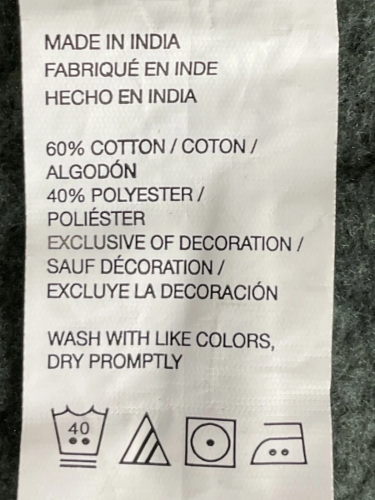 MADE IN INDIA
FABRIQUÉ EN INDE
HECHO EN INDIA
60% COTTON / COTON /
ALGODÓN
40% POLYESTER /
POLIÉSTER
EXCLUSIVE OF DECORATION /
SAUF DÉCORATION /
EXCLUYE LA DECORACIÓN
WASH WITH LIKE COLORS,
DRY PROMPTLY
40